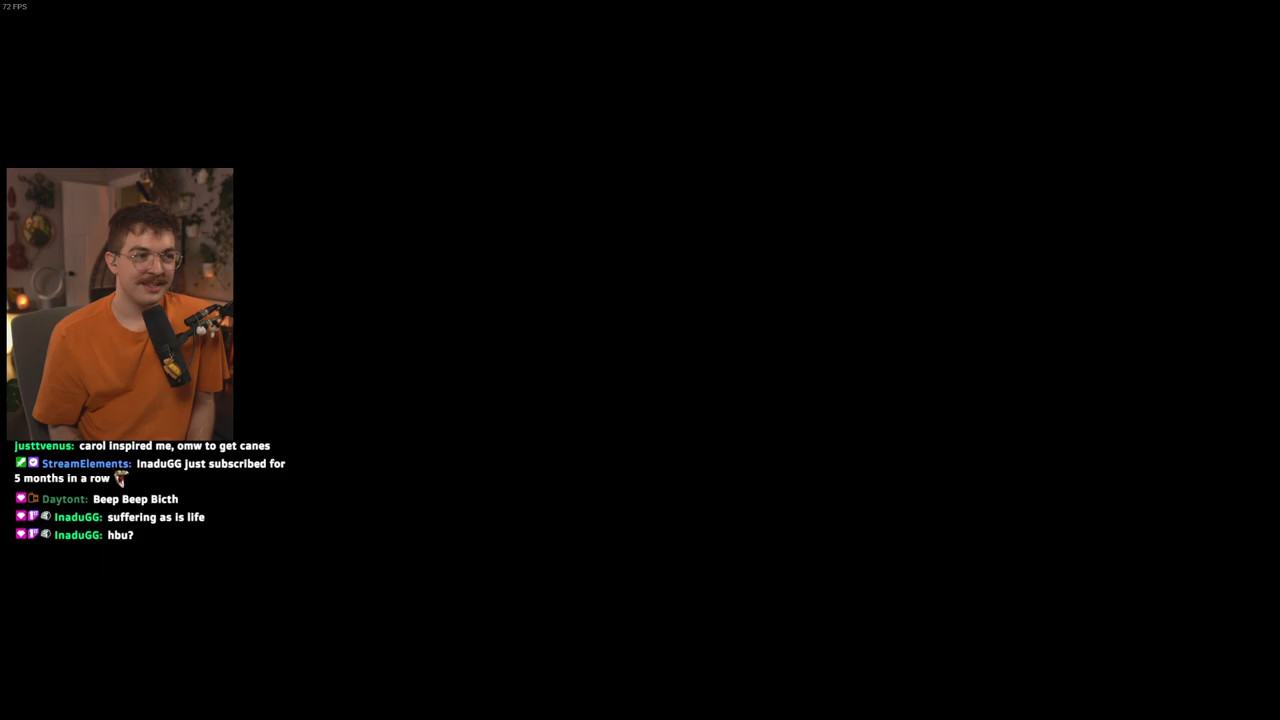 72 FPS
justtvenus: carol inspired me, omw to get canes
StreamElements: InaduGG just subscribed for
5 months in a row
Daytont: Beep Beep Bicth
InaduGG: suffering as is life
InaduGG: hbu?